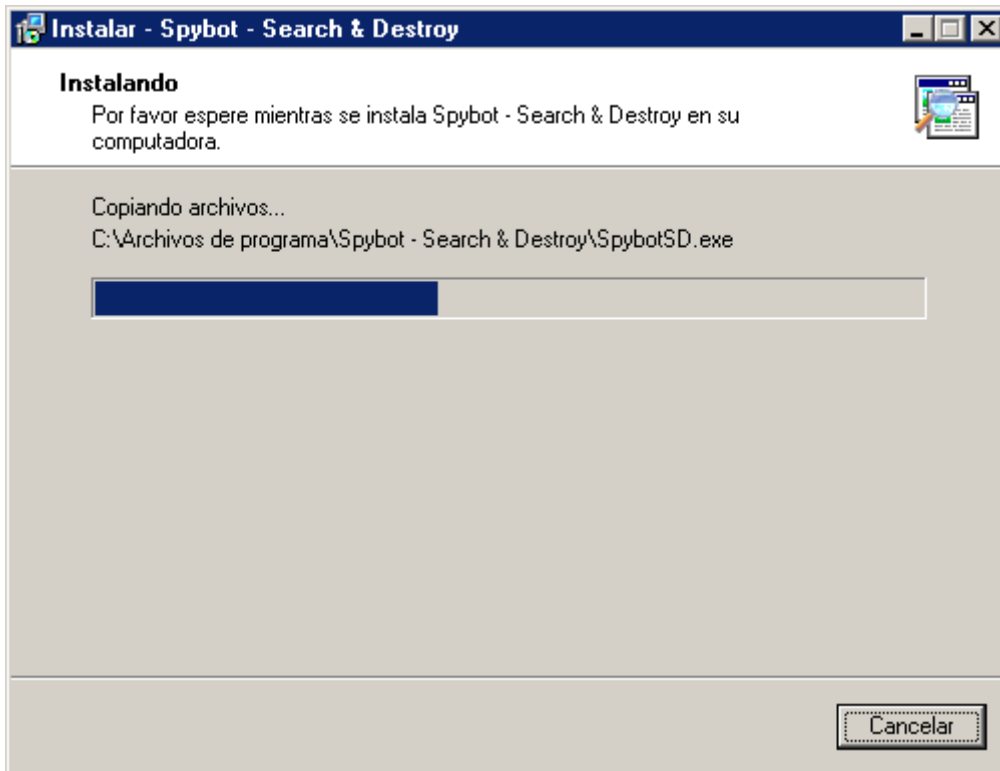 Instalar - Spybot - Search & Destroy
Instalando
Por favor espere mientras se instala Spybot - Search & Destroy en su
computadora.
Copiando archivos...
C:\Archivos de programa\Spybot - Search & Destroy\SpybotSD.exe
Cancelar